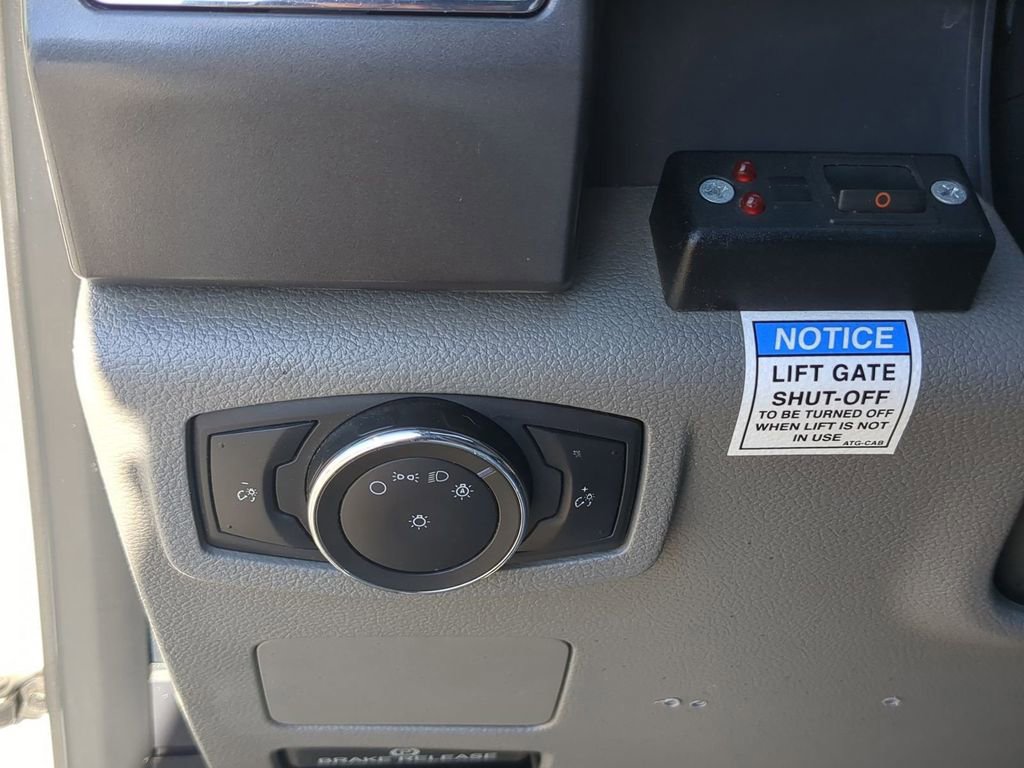 NOTICE
LIFT GATE
SHUT-OFF
TO BE TURNED OFF
WHEN LIFT IS NOT
IN USE ATG-CAB
BRAKE RELEASE